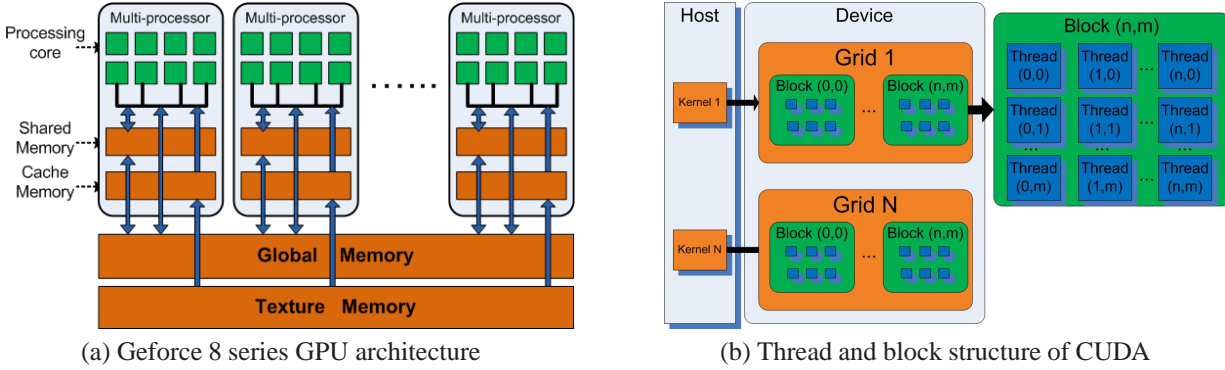 Multi-processor
Multi-processor
Multi-processor
Processing
core
......
Shared
Memory
Cache
Memory
Global Memory
Texture Memory
(a) Geforce 8 series GPU architecture
Host
Device
Kernel 1
Grid 1
Block (0,0)
...
Block (n,m)
Kernel N
Grid N
Block (0,0)
...
Block (n,m)
Block (n,m)
Thread (0,0) Thread (1,0) ... Thread (n,0)
Thread (0,1) Thread (1,1) Thread (n,1)
... ... ...
Thread (0,m) Thread (1,m) ... Thread (n,m)
(b) Thread and block structure of CUDA